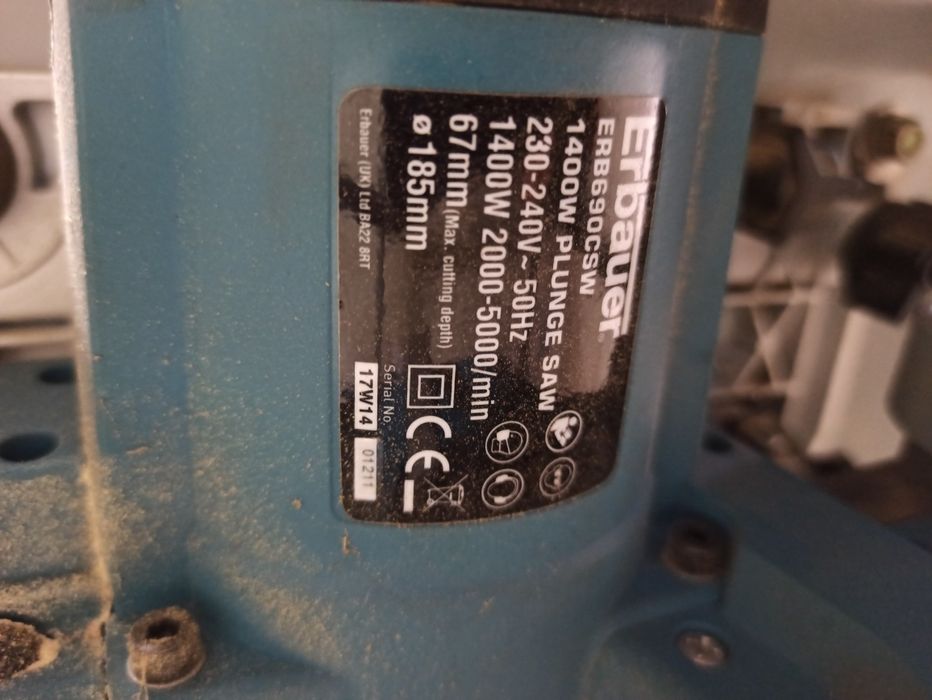 Erbauer®
ERB690CSW
1400W PLUNGE SAW
230-240V~ 50Hz
1400W 2000-5000/min
67mm (Max. cutting depth)
ø185mm
CE
Serial No.
Erbauer (UK) Ltd BA22 8RT
17W14 01211